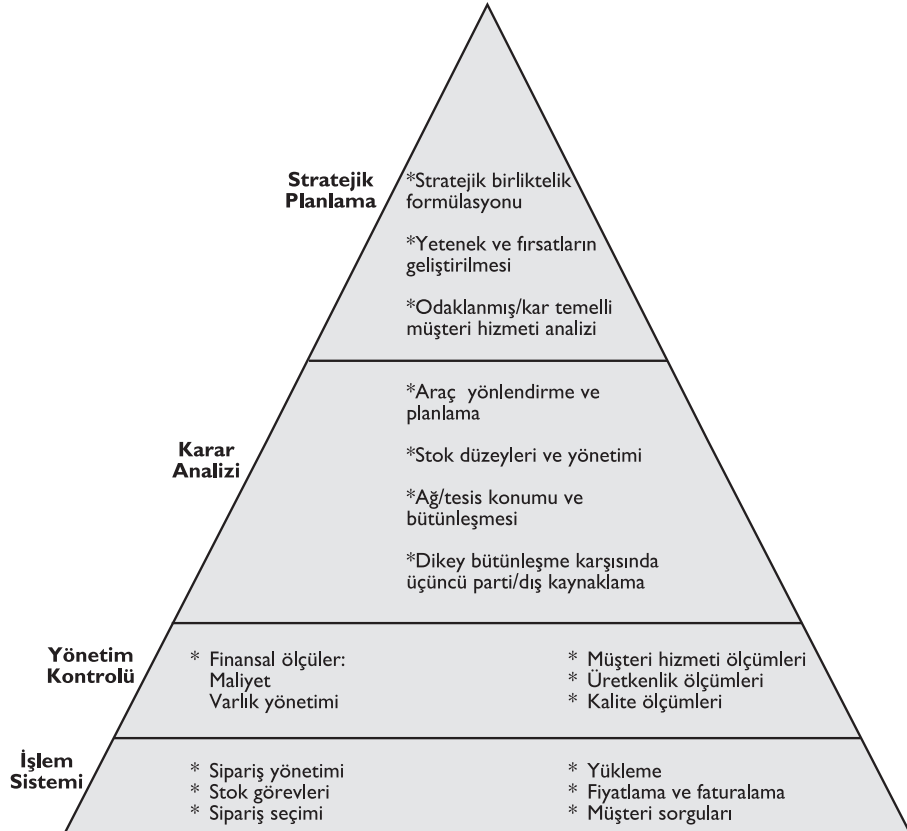 Stratejik
Planlama
*Stratejik birliktelik
formülasyonu
*Yetenek ve fırsatların
geliştirilmesi
*Odaklanmış/kar temelli
müşteri hizmeti analizi
Karar
Analizi
*Araç yönlendirme ve
planlama
*Stok düzeyleri ve yönetimi
*Ağ/tesis konumu ve
bütünleşmesi
*Dikey bütünleşme karşısında
üçüncü parti/dış kaynaklama
Yönetim
Kontrolü
* Finansal ölçüler:
Maliyet
Varlık yönetimi
* Müşteri hizmeti ölçümleri
* Üretkenlik ölçümleri
* Kalite ölçümleri
İşlem
Sistemi
* Sipariş yönetimi
* Stok görevleri
* Sipariş seçimi
* Yükleme
* Fiyatlama ve faturalama
* Müşteri sorguları